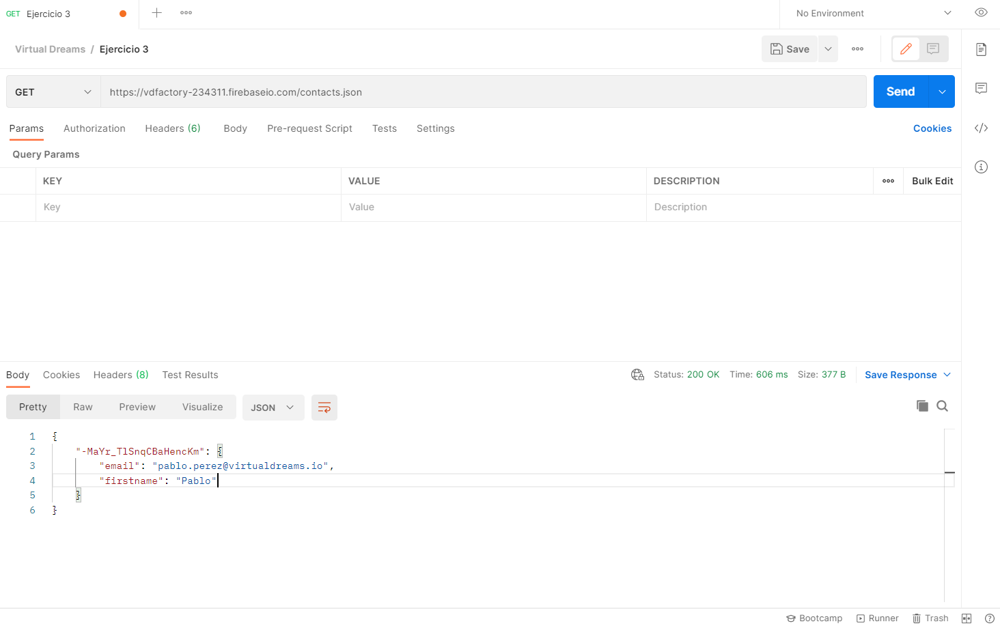 GET Ejercicio 3
No Environment
Virtual Dreams / Ejercicio 3
Save
GET
https://vdfactory-234311.firebaseio.com/contacts.json
Send
Params Authorization Headers (6) Body Pre-request Script Tests Settings Cookies
Query Params
KEY VALUE DESCRIPTION Bulk Edit
Key Value Description
Body Cookies Headers (8) Test Results Status: 200 OK Time: 606 ms Size: 377 B Save Response
Pretty Raw Preview Visualize JSON
1 {
2 "-MaYr_TlSnqCBaHencKm": {
3 "email": "pablo.perez@virtualdreams.io",
4 "firstname": "Pablo"
5 }
6 }
Bootcamp Runner Trash